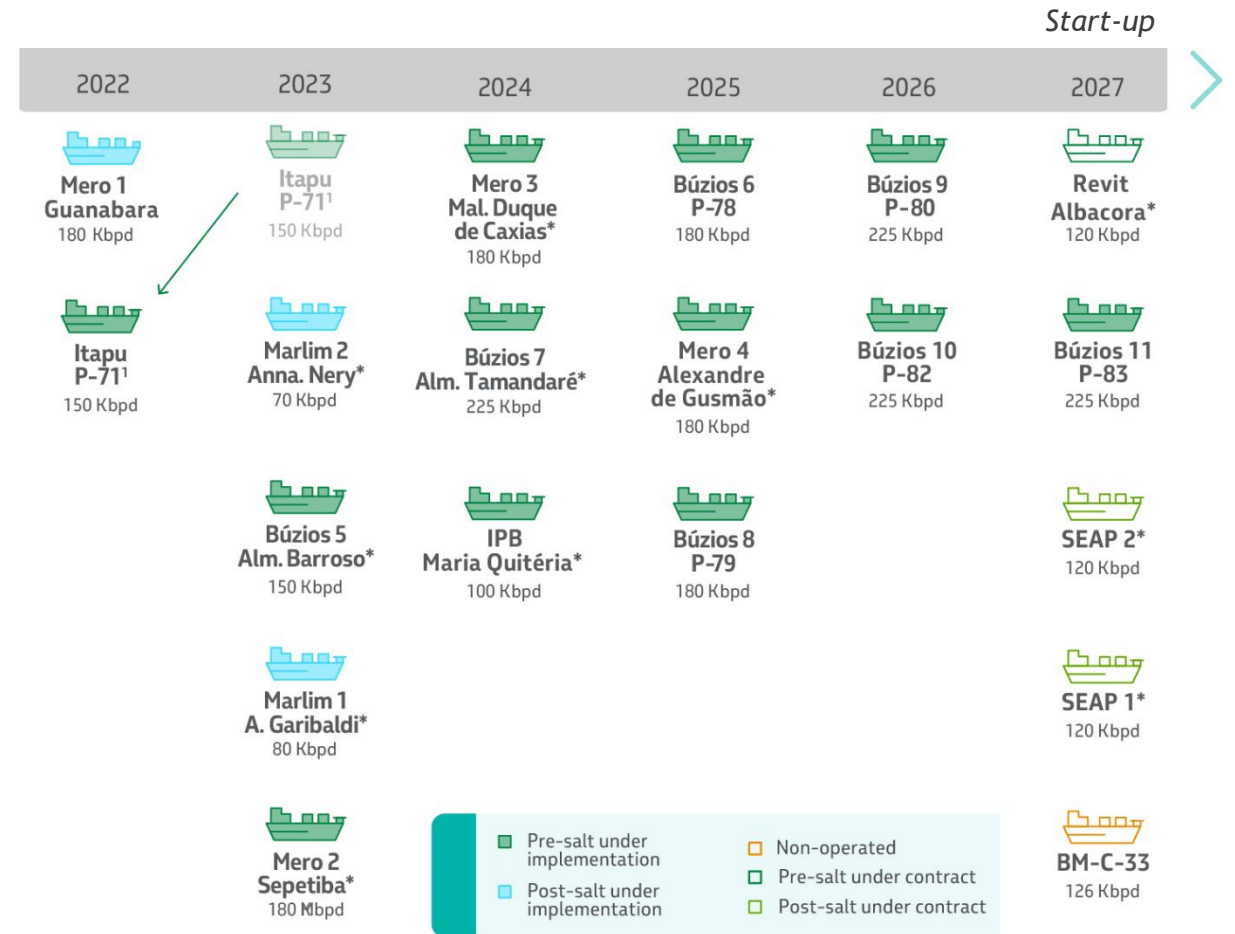 Start-up
2022
2023
2024
2025
2026
2027
Mero 1
Guanabara
180 Kbpd
Itapu
P-71¹
150 Kbpd
Mero 3
Mal. Duque
de Caxias*
180 Kbpd
Búzios 6
P-78
180 Kbpd
Búzios 9
P-80
225 Kbpd
Revit
Albacora*
120 Kbpd
Itapu
P-71¹
150 Kbpd
Marlim 2
Anna. Nery*
70 Kbpd
Búzios 7
Alm. Tamandaré*
225 Kbpd
Mero 4
Alexandre
de Gusmão*
180 Kbpd
Búzios 10
P-82
225 Kbpd
Búzios 11
P-83
225 Kbpd
Búzios 5
Alm. Barroso*
150 Kbpd
IPB
Maria Quitéria*
100 Kbpd
Búzios 8
P-79
180 Kbpd
SEAP 2*
120 Kbpd
Marlim 1
A. Garibaldi*
80 Kbpd
SEAP 1*
120 Kbpd
Mero 2
Sepetiba*
180
BM-C-33
126 Kbpd
Pre-salt under
implementation
Post-salt under
implementation
Non-operated
Pre-salt under contract
Post-salt under contract